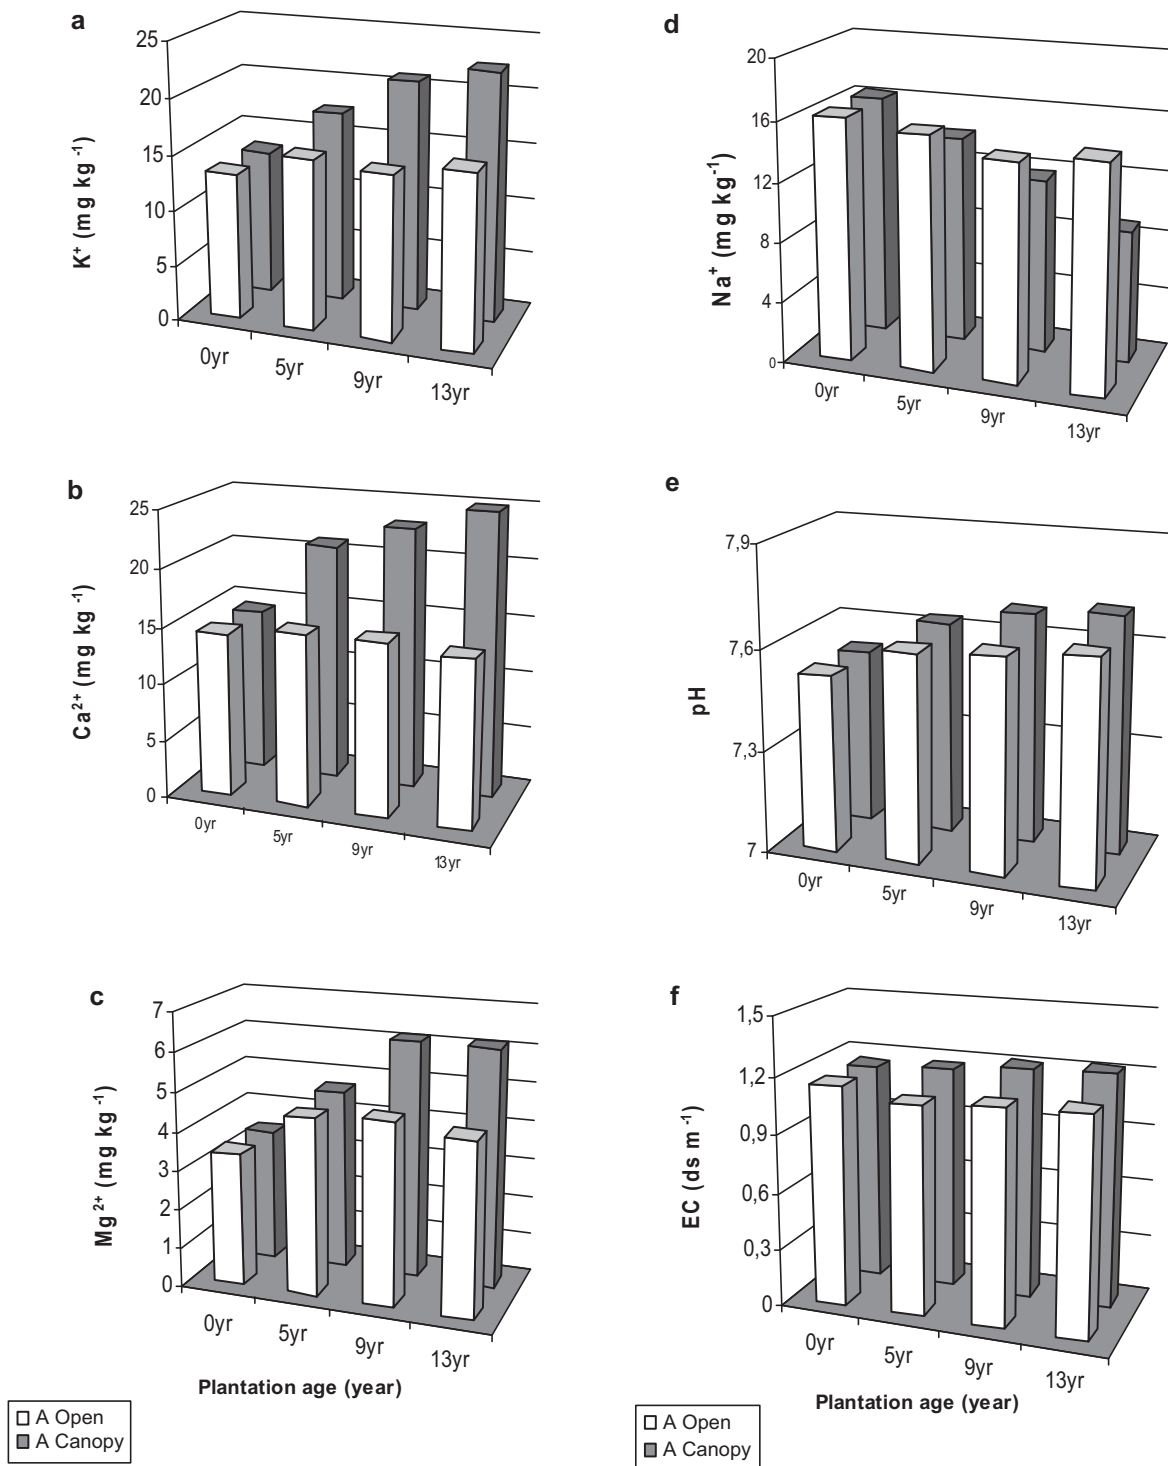 a
25
20
15
10
5
0
K⁺ (mg kg⁻¹)
0yr
5yr
9yr
13yr
b
25
20
15
10
5
0
Ca²⁺ (mg kg⁻¹)
0yr
5yr
9yr
13yr
c
7
6
5
4
3
2
1
0
Mg²⁺ (mg kg⁻¹)
0yr
5yr
9yr
13yr
Plantation age (year)
A Open
A Canopy
d
20
16
12
8
4
0
Na⁺ (mg kg⁻¹)
0yr
5yr
9yr
13yr
e
7,9
7,6
7,3
7
pH
0yr
5yr
9yr
13yr
f
1,5
1,2
0,9
0,6
0,3
0
EC (ds m⁻¹)
0yr
5yr
9yr
13yr
Plantation age (year)
A Open
A Canopy